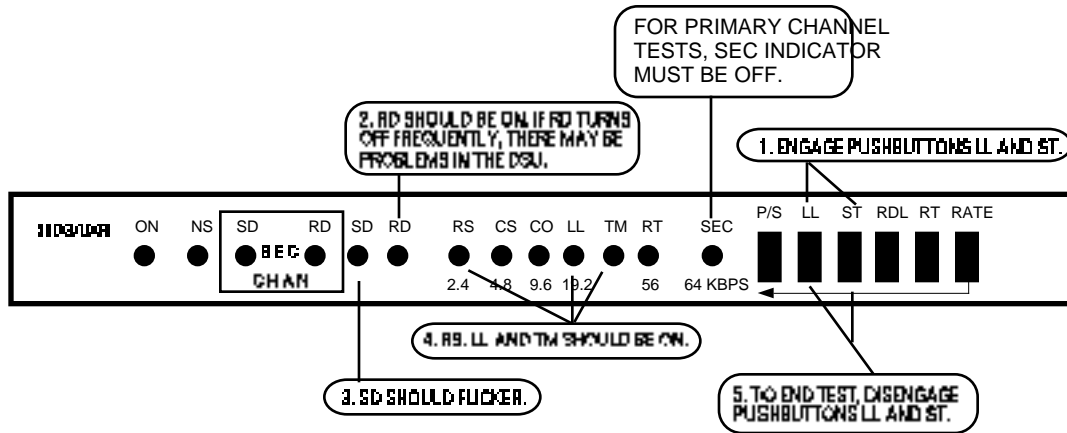 FOR PRIMARY CHANNEL
TESTS, SEC INDICATOR
MUST BE OFF.
2. RD SHOULD BE ON. IF RD TURNS
OFF FREQUENTLY, THERE MAY BE
PROBLEMS IN THE DSU.
1. ENGAGE PUSHBUTTONS LL AND ST.
ON NS SD RD SD RD RS CS CO LL TM RT SEC P/S LL ST RDL RT RATE
SEC
CHAN
2.4 4.8 9.6 19.2 56 64 KBPS
4. RS. LL AND TM SHOULD BE ON.
3. SD SHOULD FLICKER.
5. TO END TEST, DISENGAGE
PUSHBUTTONS LL AND ST.